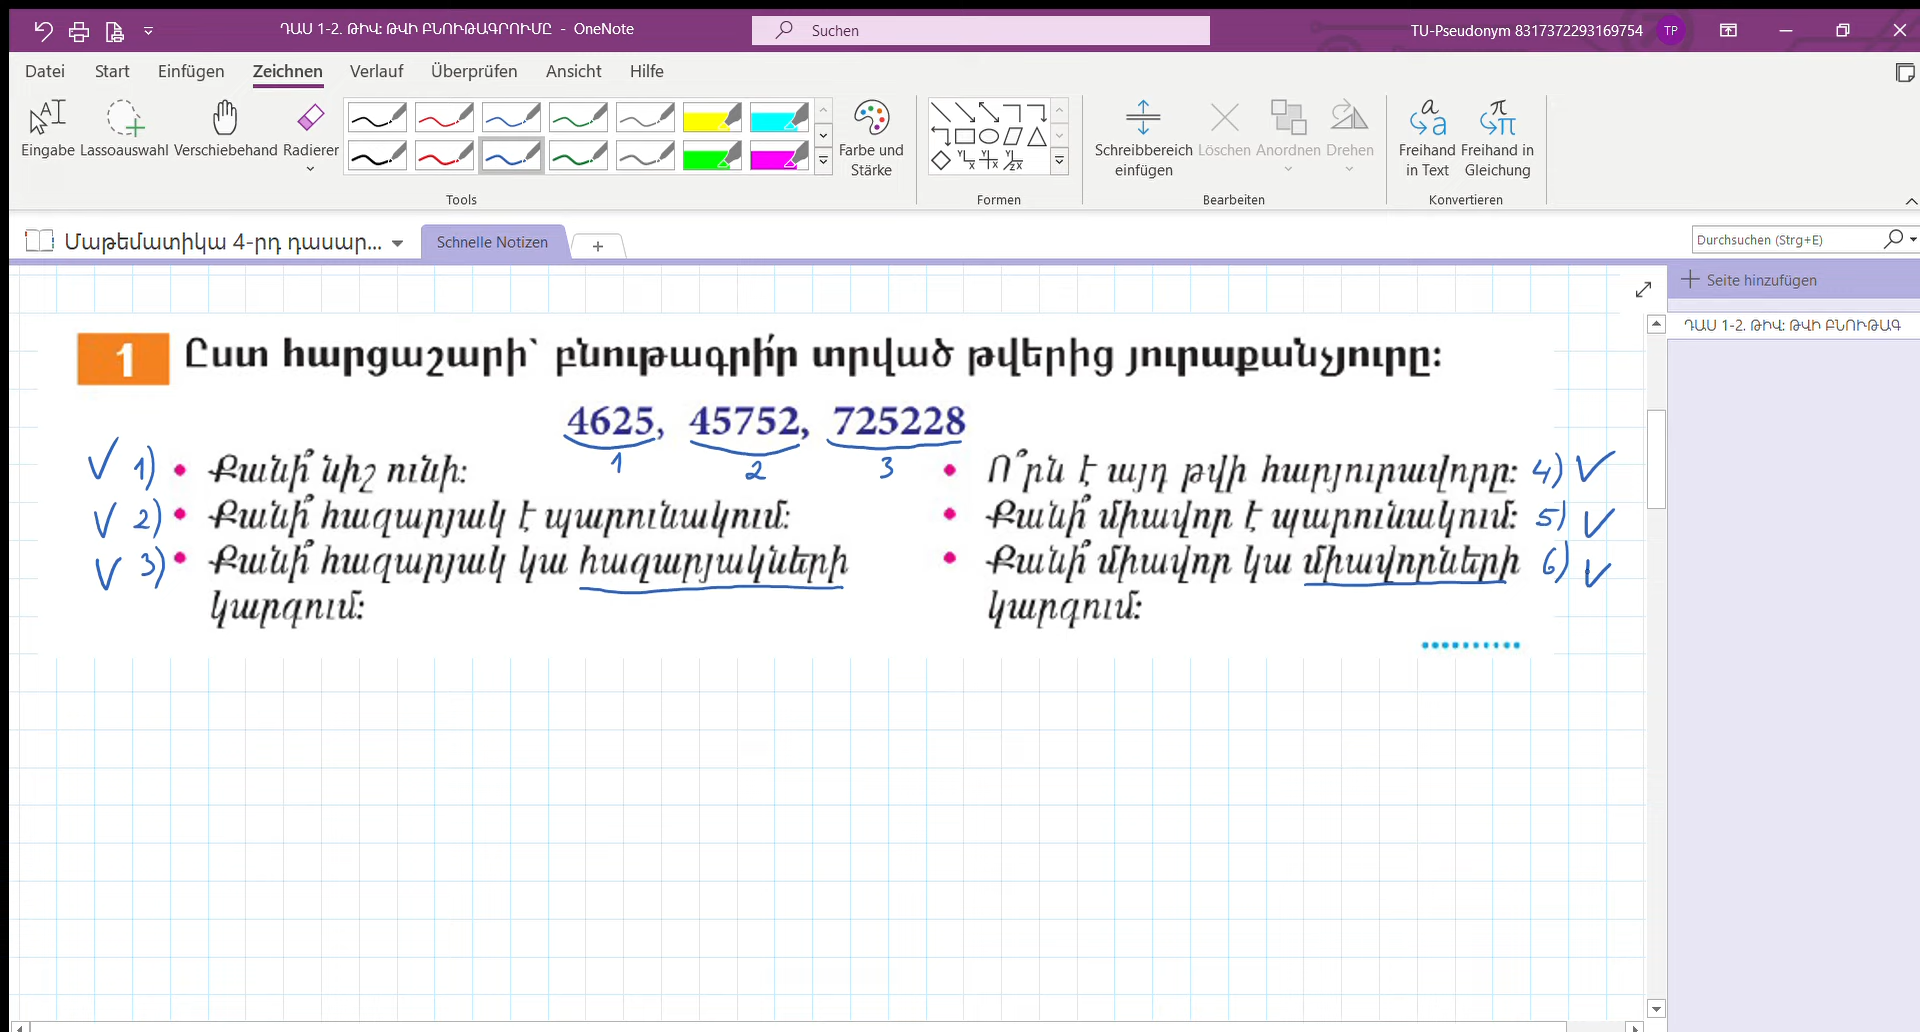 ԴԱՍ 1-2. ԹԻՎ: ԹՎԻ ԲՆՈՒԹԱԳՐՈՒՄԸ - OneNote
Suchen
TU-Pseudonym 8317372293169754
TP
Datei Start Einfügen Zeichnen Verlauf Überprüfen Ansicht Hilfe
Eingabe Lassoauswahl Verschiebehand Radierer
Farbe und Stärke
Schreibbereich einfügen
Löschen Anordnen Drehen
Freihand in Text
Freihand in Gleichung
Tools Formen Bearbeiten Konvertieren
Մաթեմատիկա 4-րդ դասար...
Schnelle Notizen
Durchsuchen (Strg+E)
Seite hinzufügen
ԴԱՍ 1-2. ԹԻՎ: ԹՎԻ ԲՆՈՒԹԱԳ
1 Ըստ հարցաշարի՝ բնութագրի՛ր տրված թվերից յուրաքանչյուրը:
4625, 45752, 725228
1 2 3
1) • Քանի՞ նիշ ունի:
2) • Քանի՞ հազարյակ է պարունակում:
3) • Քանի՞ հազարյակ կա հազարյակների
կարգում:
• Ո՞րն է այդ թվի հարյուրավորը: 4)
• Քանի՞ միավոր է պարունակում: 5)
• Քանի՞ միավոր կա միավորների 6)
կարգում: